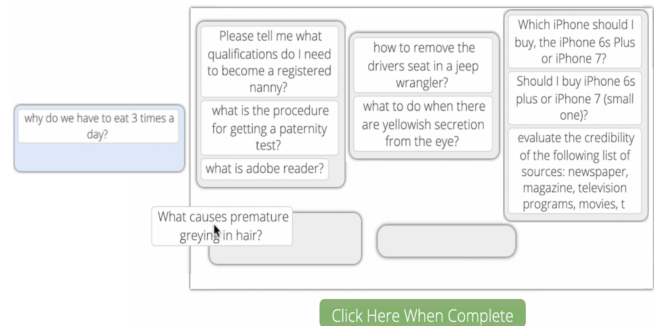 why do we have to eat 3 times a
day?
Please tell me what
qualifications do I need
to become a registered
nanny?
what is the procedure
for getting a paternity
test?
what is adobe reader?
how to remove the
drivers seat in a jeep
wrangler?
what to do when there
are yellowish secretion
from the eye?
Which iPhone should I
buy, the iPhone 6s Plus
or iPhone 7?
Should I buy iPhone 6s
plus or iPhone 7 (small
one)?
evaluate the credibility
of the following list of
sources: newspaper,
magazine, television
programs, movies, t
What causes premature
greying in hair?
Click Here When Complete